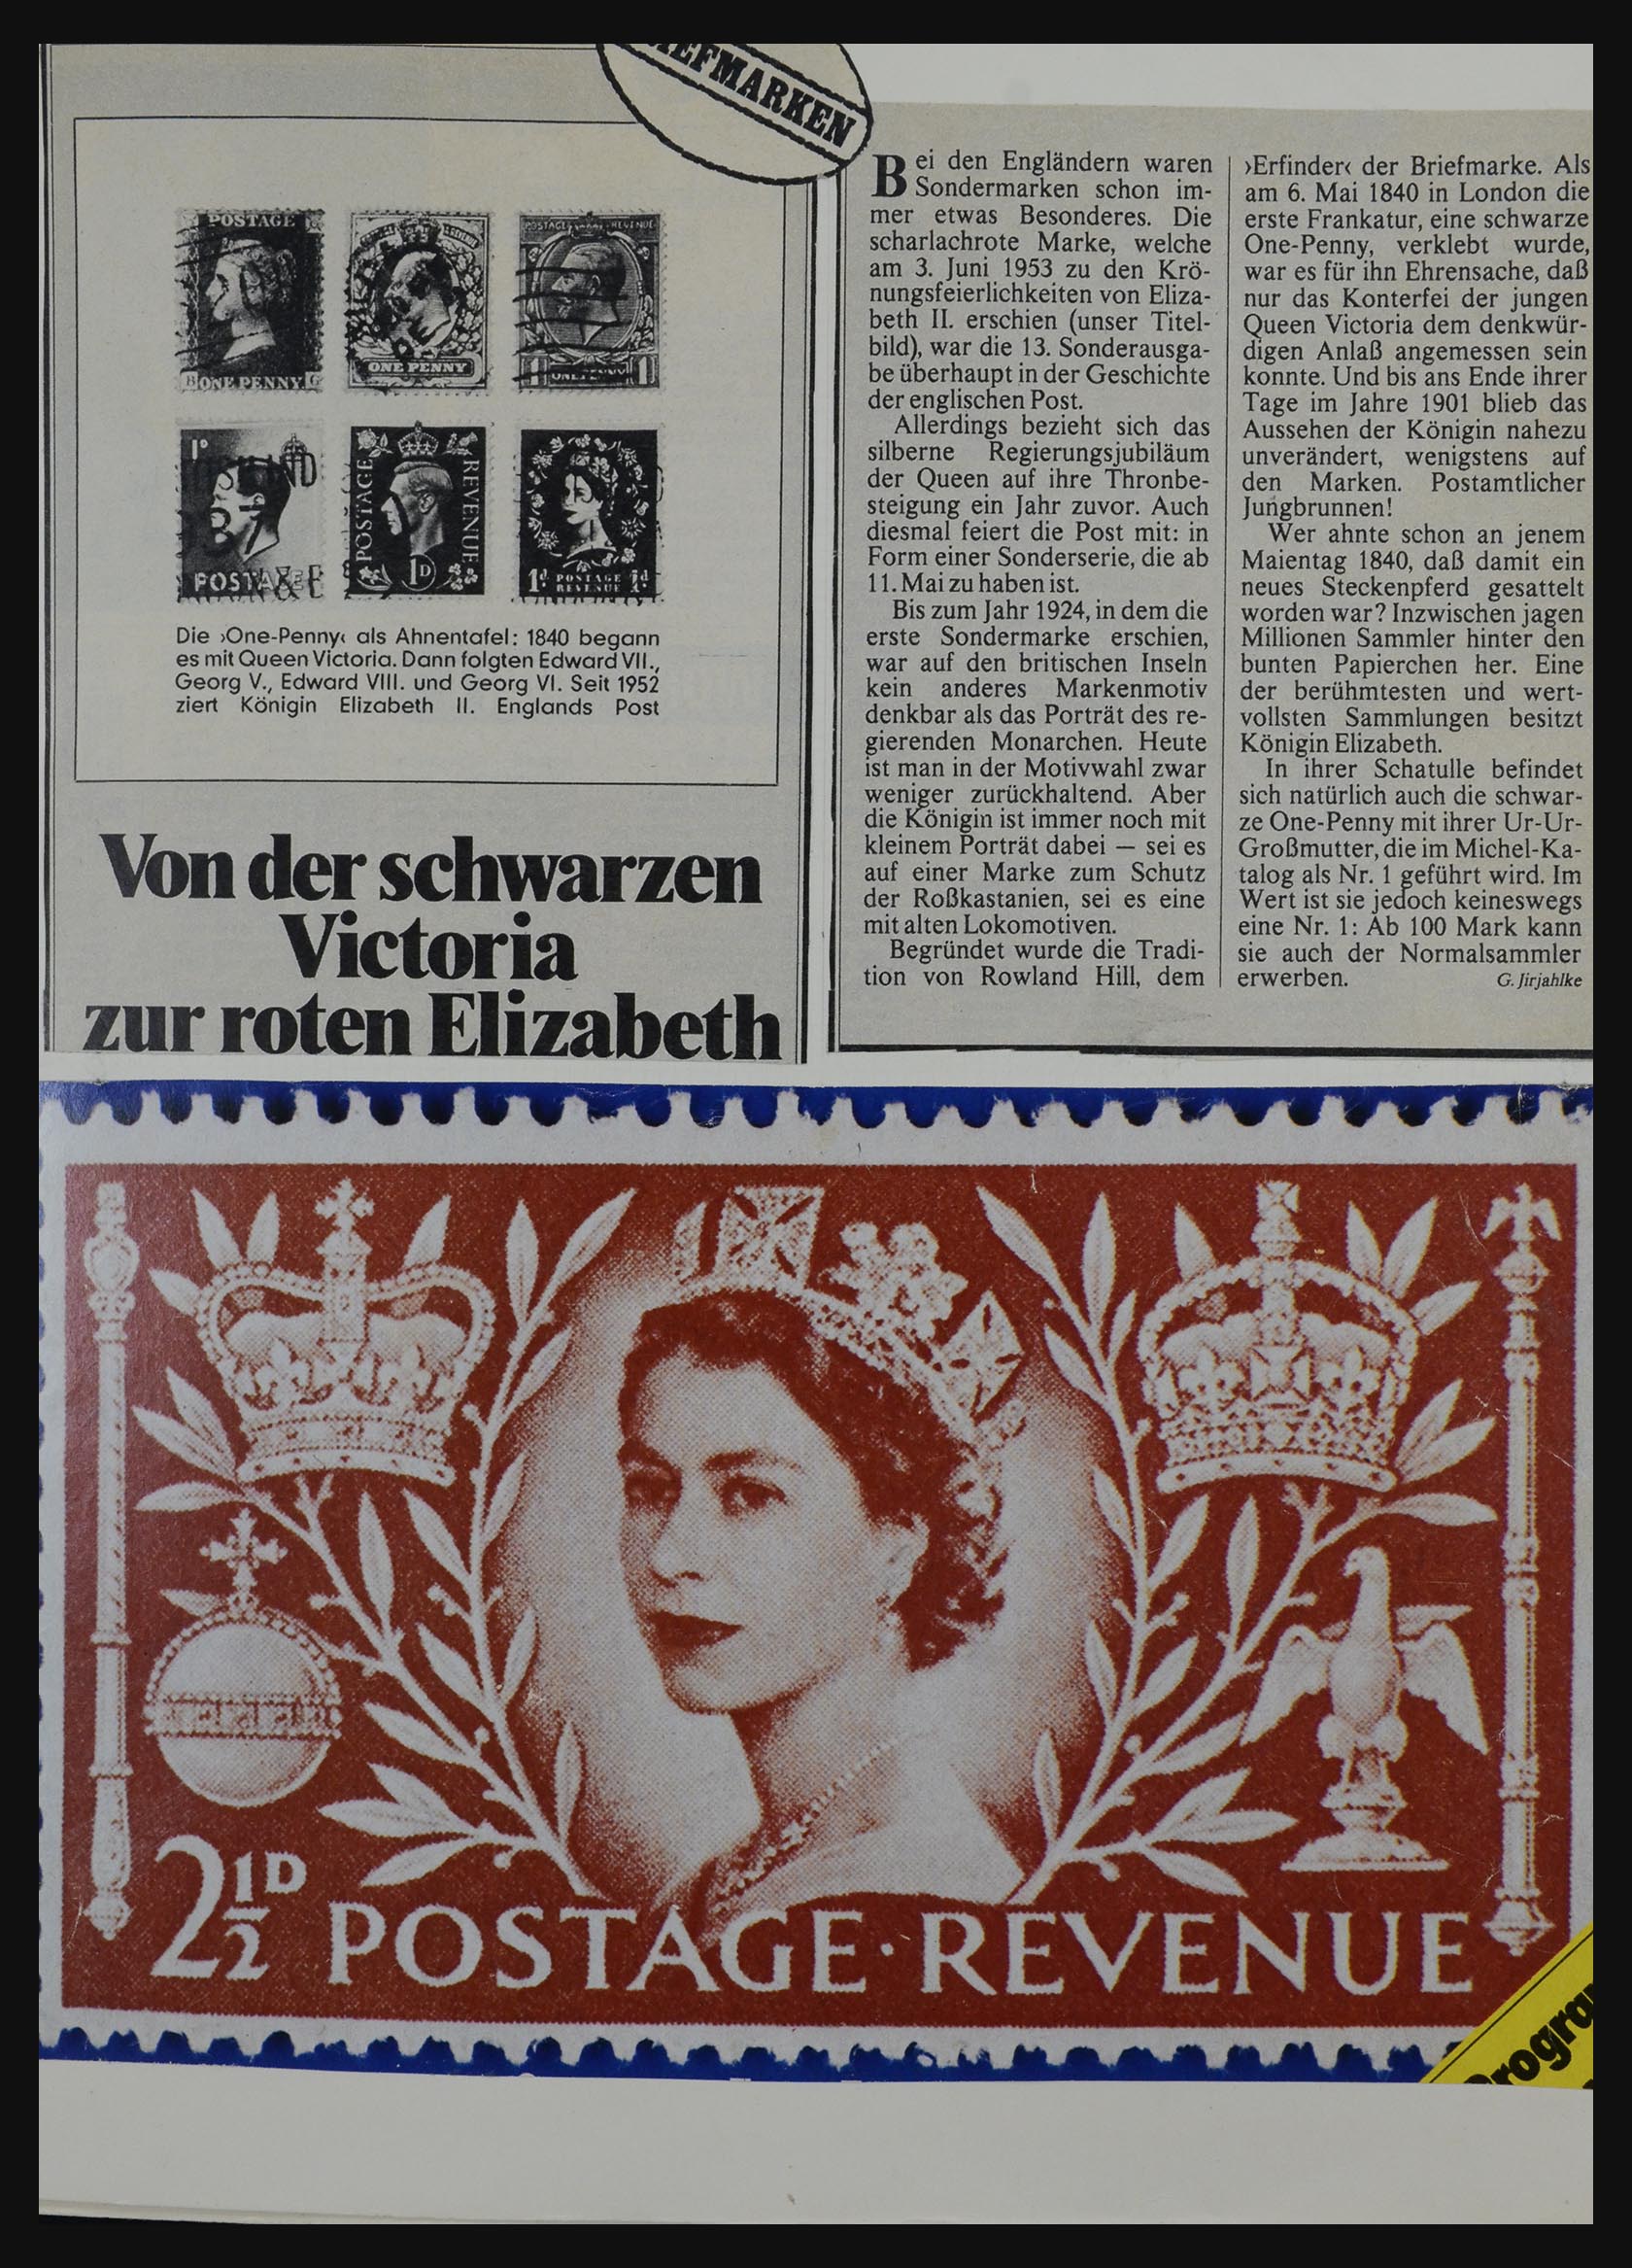 BRIEFMARKEN
POSTAGE
B ONE PENNY G
ONE PENNY
POSTAGE REVENUE
1 ONE PENNY 1
1D
POSTAGE
POSTAGE
REVENUE
1D
1D POSTAGE 1D
REVENUE
Die ›One-Penny‹ als Ahnentafel: 1840 begann
es mit Queen Victoria. Dann folgten Edward VII.,
Georg V., Edward VIII. und Georg VI. Seit 1952
ziert Königin Elizabeth II. Englands Post
Von der schwarzen
Victoria
zur roten Elizabeth
Bei den Engländern waren
Sondermarken schon im-
mer etwas Besonderes. Die
scharlachrote Marke, welche
am 3. Juni 1953 zu den Krö-
nungsfeierlichkeiten von Eliza-
beth II. erschien (unser Titel-
bild), war die 13. Sonderausga-
be überhaupt in der Geschichte
der englischen Post.
Allerdings bezieht sich das
silberne Regierungsjubiläum
der Queen auf ihre Thronbe-
steigung ein Jahr zuvor. Auch
diesmal feiert die Post mit: in
Form einer Sonderserie, die ab
11. Mai zu haben ist.
Bis zum Jahr 1924, in dem die
erste Sondermarke erschien,
war auf den britischen Inseln
kein anderes Markenmotiv
denkbar als das Porträt des re-
gierenden Monarchen. Heute
ist man in der Motivwahl zwar
weniger zurückhaltend. Aber
die Königin ist immer noch mit
kleinem Porträt dabei — sei es
auf einer Marke zum Schutz
der Roßkastanien, sei es eine
mit alten Lokomotiven.
Begründet wurde die Tradi-
tion von Rowland Hill, dem
›Erfinder‹ der Briefmarke. Als
am 6. Mai 1840 in London die
erste Frankatur, eine schwarze
One-Penny, verklebt wurde,
war es für ihn Ehrensache, daß
nur das Konterfei der jungen
Queen Victoria dem denkwür-
digen Anlaß angemessen sein
konnte. Und bis ans Ende ihrer
Tage im Jahre 1901 blieb das
Aussehen der Königin nahezu
unverändert, wenigstens auf
den Marken. Postamtlicher
Jungbrunnen!
Wer ahnte schon an jenem
Maientag 1840, daß damit ein
neues Steckenpferd gesattelt
worden war? Inzwischen jagen
Millionen Sammler hinter den
bunten Papierchen her. Eine
der berühmtesten und wert-
vollsten Sammlungen besitzt
Königin Elizabeth.
In ihrer Schatulle befindet
sich natürlich auch die schwar-
ze One-Penny mit ihrer Ur-Ur-
Großmutter, die im Michel-Ka-
talog als Nr. 1 geführt wird. Im
Wert ist sie jedoch keineswegs
eine Nr. 1: Ab 100 Mark kann
sie auch der Normalsammler
erwerben. G. Jirjahlke
2½D POSTAGE·REVENUE